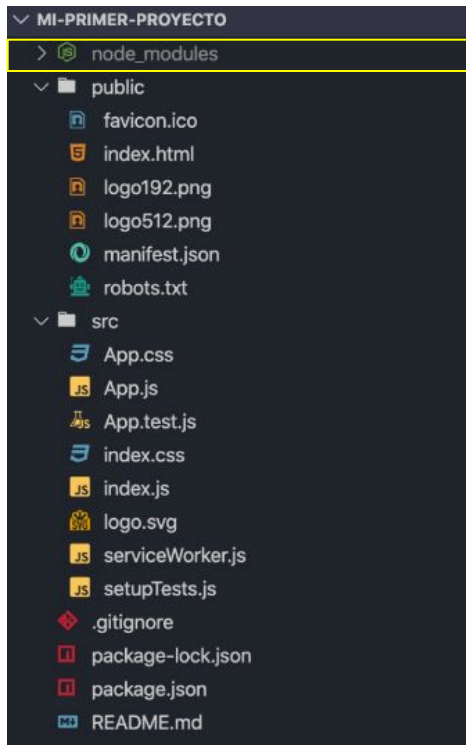 MI-PRIMER-PROYECTO
node_modules
public
favicon.ico
index.html
logo192.png
logo512.png
manifest.json
robots.txt
src
App.css
App.js
App.test.js
index.css
index.js
logo.svg
serviceWorker.js
setupTests.js
.gitignore
package-lock.json
package.json
README.md